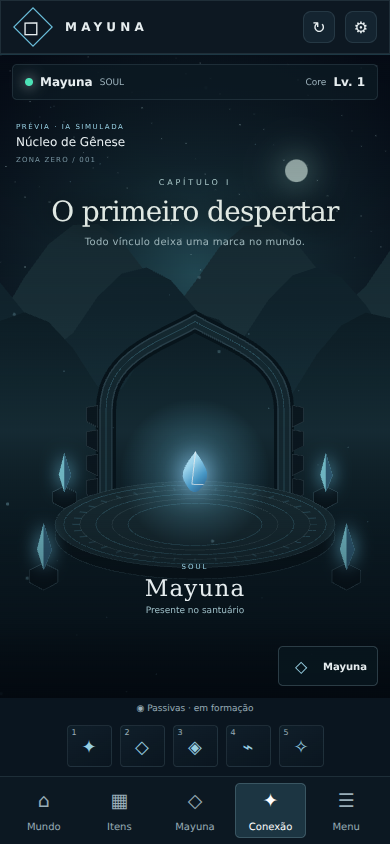 MAYUNA
Mayuna SOUL Core Lv. 1
PRÉVIA · IA SIMULADA
Núcleo de Gênese
ZONA ZERO / 001
CAPÍTULO I
O primeiro despertar
Todo vínculo deixa uma marca no mundo.
SOUL
Mayuna
Presente no santuário
Mayuna
Passivas · em formação
1 2 3 4 5
Mundo Itens Mayuna Conexão Menu